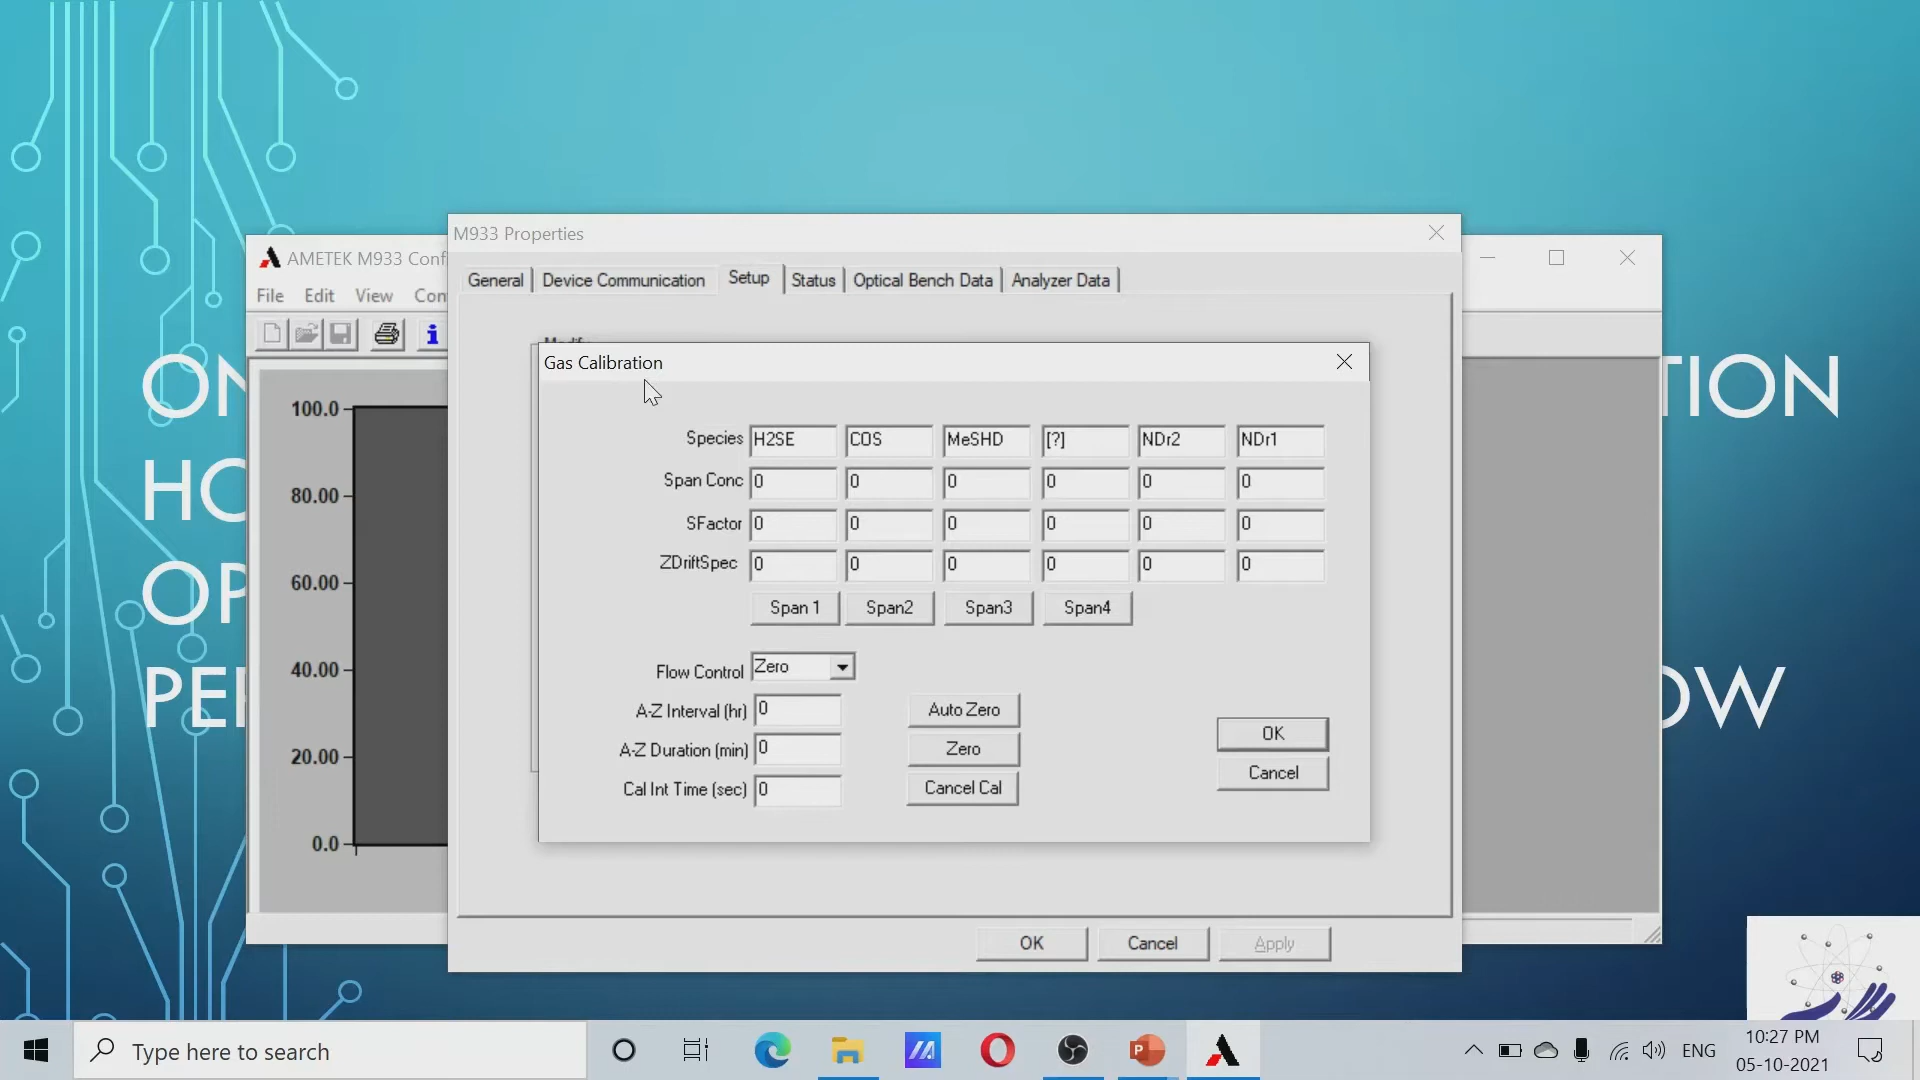 M933 Properties
AMETEK M933 Conf
General Device Communication Setup Status Optical Bench Data Analyzer Data
File Edit View Con
Gas Calibration
Species H2SE COS MeSHD [?] NDr2 NDr1
Span Conc 0 0 0 0 0 0
SFactor 0 0 0 0 0 0
ZDriftSpec 0 0 0 0 0 0
Span 1 Span2 Span3 Span4
Flow Control Zero
A-Z Interval (hr) 0 Auto Zero
A-Z Duration (min) 0 Zero
Cal Int Time (sec) 0 Cancel Cal
OK
Cancel
OK Cancel Apply
100.0
80.00
60.00
40.00
20.00
0.0
ON TION
HO
OP
PER OW
Type here to search
ENG
10:27 PM
05-10-2021